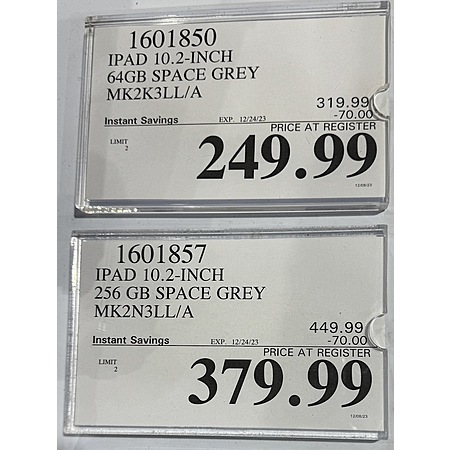 1601850
IPAD 10.2-INCH
64GB SPACE GREY
MK2K3LL/A
319.99
Instant Savings EXP. 12/24/23 -70.00
PRICE AT REGISTER
LIMIT
2
249.99
12/08/23
1601857
IPAD 10.2-INCH
256 GB SPACE GREY
MK2N3LL/A
449.99
Instant Savings EXP. 12/24/23 -70.00
PRICE AT REGISTER
LIMIT
2
379.99
12/08/23